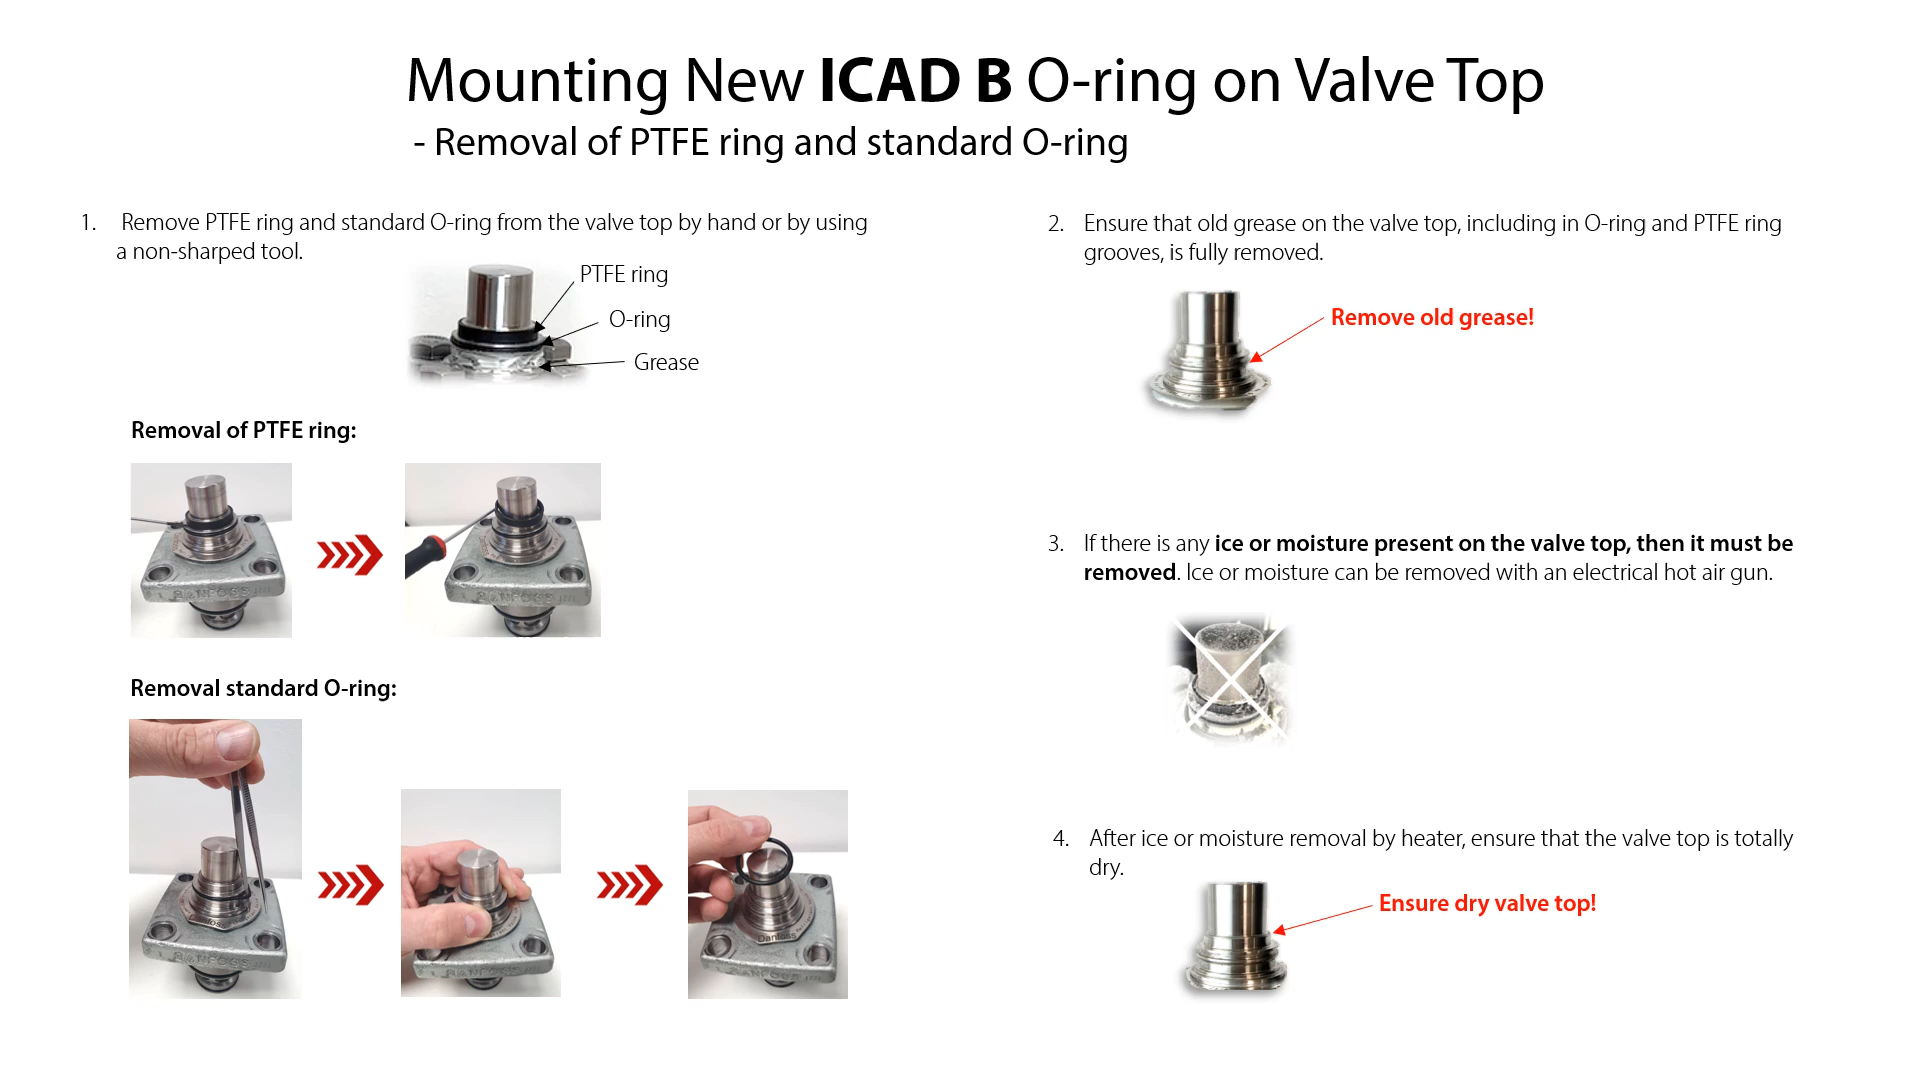 Mounting New ICAD B O-ring on Valve Top
- Removal of PTFE ring and standard O-ring
1. Remove PTFE ring and standard O-ring from the valve top by hand or by using
a non-sharped tool.
PTFE ring
O-ring
Grease
Removal of PTFE ring:
DANFOSS
DANFOSS
Removal standard O-ring:
DANFOSS
DANFOSS
Danfoss
DANFOSS
2. Ensure that old grease on the valve top, including in O-ring and PTFE ring
grooves, is fully removed.
Remove old grease!
3. If there is any ice or moisture present on the valve top, then it must be
removed. Ice or moisture can be removed with an electrical hot air gun.
4. After ice or moisture removal by heater, ensure that the valve top is totally
dry.
Ensure dry valve top!